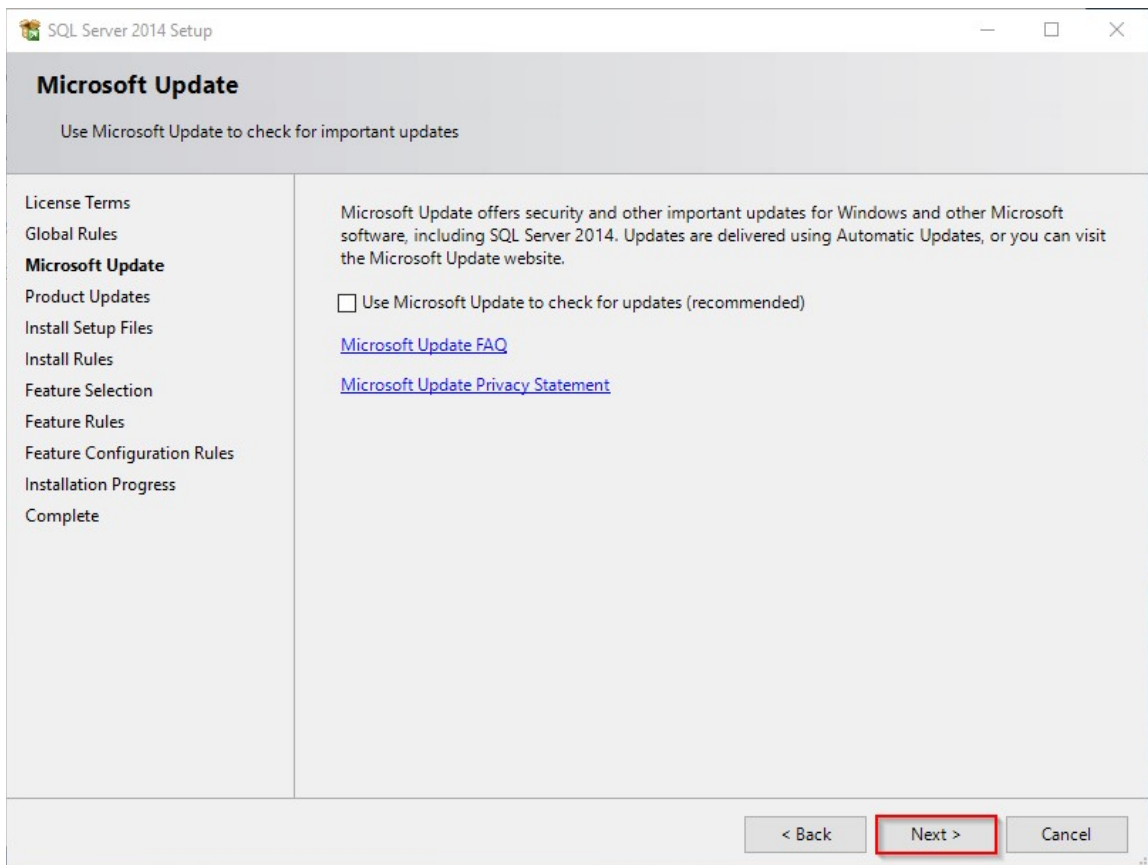 SQL Server 2014 Setup
Microsoft Update
Use Microsoft Update to check for important updates
License Terms
Global Rules
Microsoft Update
Product Updates
Install Setup Files
Install Rules
Feature Selection
Feature Rules
Feature Configuration Rules
Installation Progress
Complete
Microsoft Update offers security and other important updates for Windows and other Microsoft
software, including SQL Server 2014. Updates are delivered using Automatic Updates, or you can visit
the Microsoft Update website.
Use Microsoft Update to check for updates (recommended)
Microsoft Update FAQ
Microsoft Update Privacy Statement
< Back
Next >
Cancel